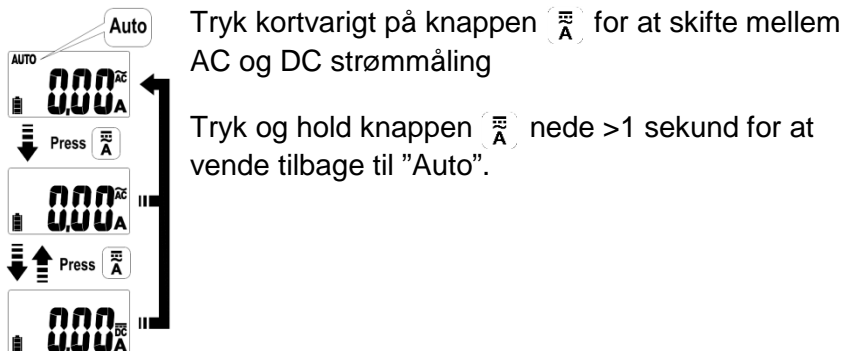 Auto
AUTO
0.00 AC A
Press A
0.00 AC A
Press A
0.00 DC A
Tryk kortvarigt på knappen A for at skifte mellem
AC og DC strømmåling
Tryk og hold knappen A nede >1 sekund for at
vende tilbage til ”Auto”.